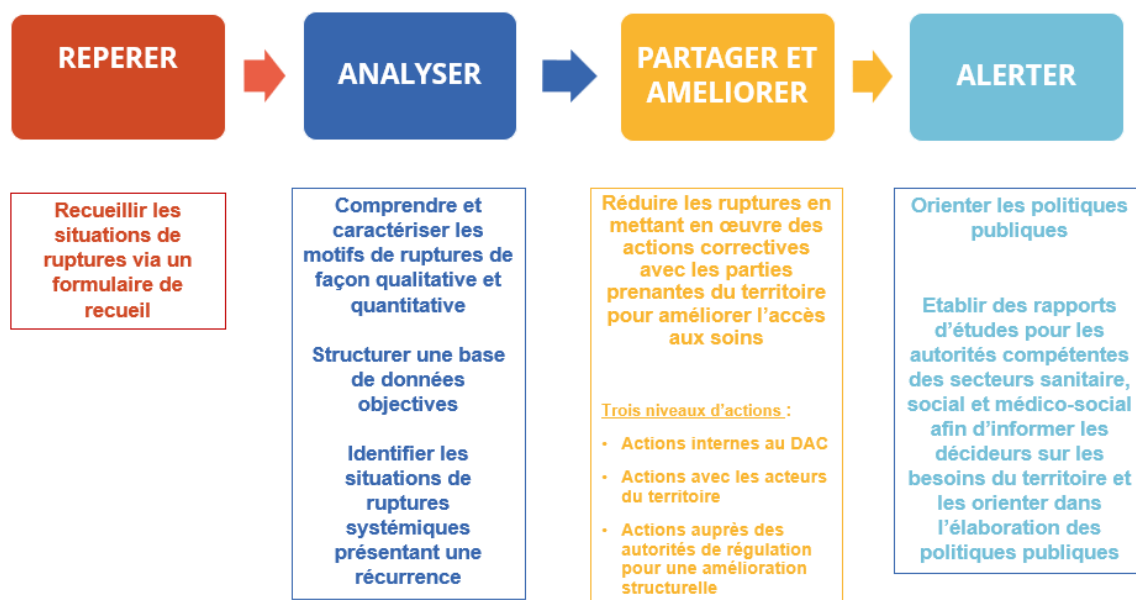 REPERER
ANALYSER
PARTAGER ET
AMELIORER
ALERTER
Recueillir les
situations de
ruptures via un
formulaire de
recueil
Comprendre et
caractériser les
motifs de ruptures de
façon qualitative et
quantitative
Structurer une base
de données
objectives
Identifier les
situations de
ruptures
systémiques
présentant une
récurrence
Réduire les ruptures en
mettant en œuvre des
actions correctives
avec les parties
prenantes du territoire
pour améliorer l’accès
aux soins
Trois niveaux d’actions :
• Actions internes au DAC
• Actions avec les acteurs
du territoire
• Actions auprès des
autorités de régulation
pour une amélioration
structurelle
Orienter les politiques
publiques
Etablir des rapports
d’études pour les
autorités compétentes
des secteurs sanitaire,
social et médico-social
afin d’informer les
décideurs sur les
besoins du territoire et
les orienter dans
l’élaboration des
politiques publiques